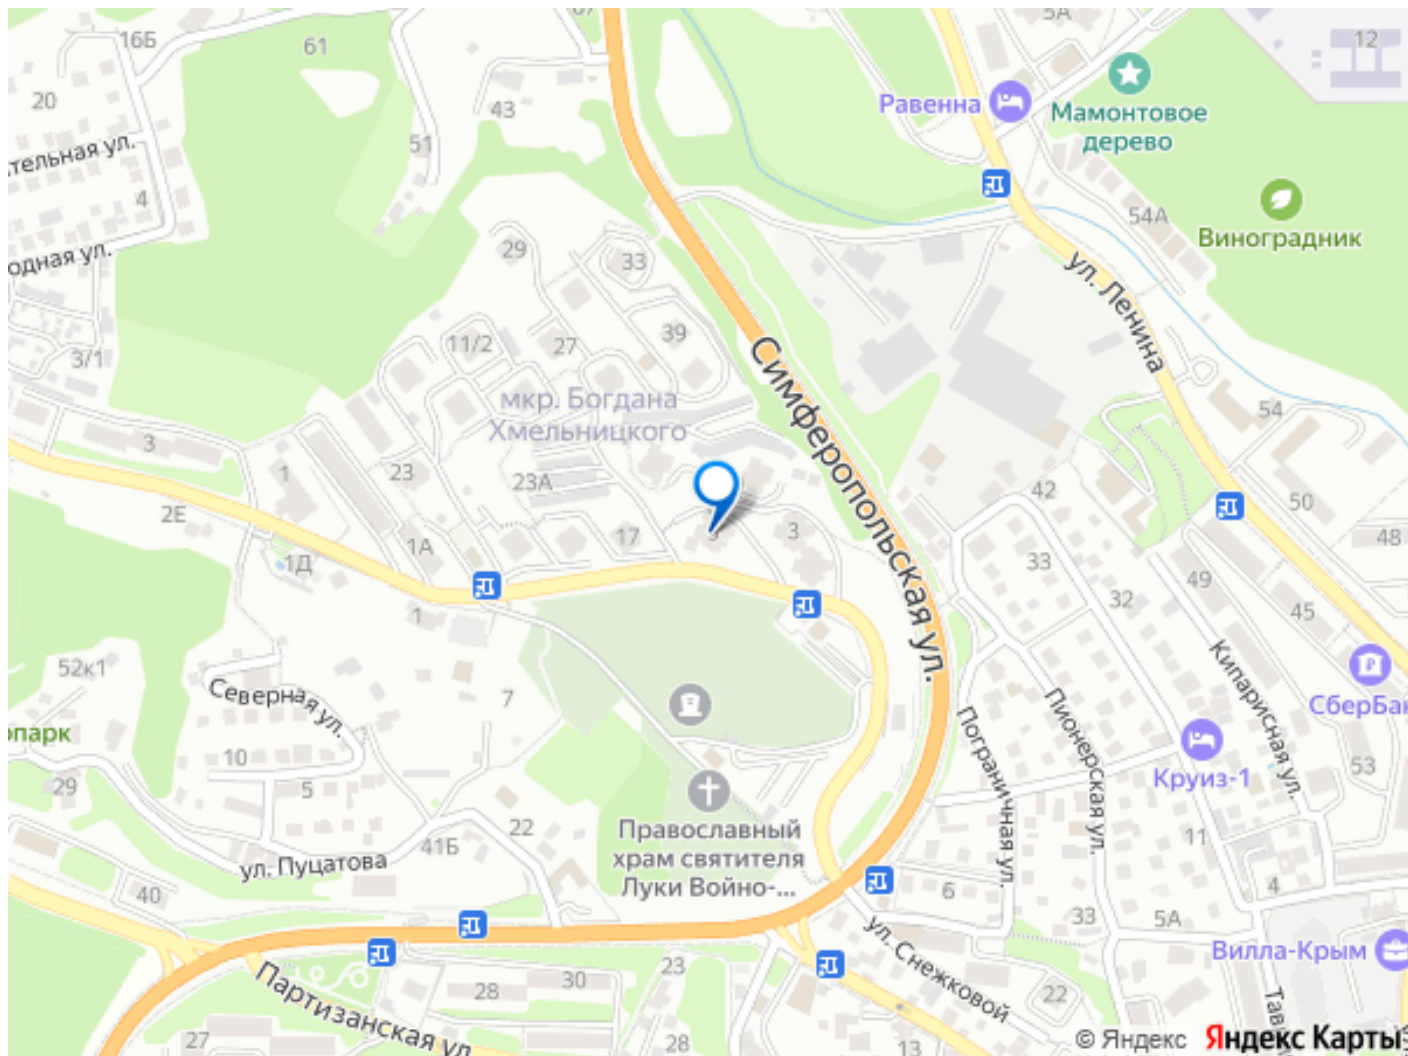 16Б
61
67
5А
12
20
43
Равенна
Мамонтовое
дерево
51
тельная ул.
4
54А
Виноградник
одная ул.
29
33
ул. Ленина
3/1
11/2
27
39
Симферопольская ул.
мкр. Богдана
Хмельницкого
54
3
1
23
23А
42
50
2Е
1А
17
3
1Д
33
48
49
32
45
1
52к1
Северная ул.
7
Кипарисная ул.
СберБан
опарк
10
Пограничная ул.
Пионерская ул.
Круиз-1
53
29
5
22
Православный
храм святителя
Луки Войно-...
11
ул. Пуцатова
41Б
40
6
4
33
5А
ул. Снежковой
Вилла-Крым
Партизанская ул.
28
30
23
22
Тав
27
28
13
© Яндекс Яндекс Карты